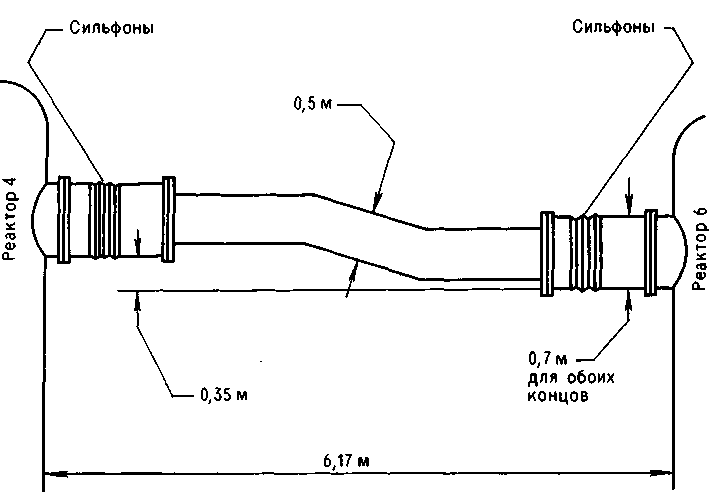 Сильфоны
Сильфоны
0,5 м
Реактор 4
Реактор 6
0,7 м
для обоих
концов
0,35 м
6,17 м